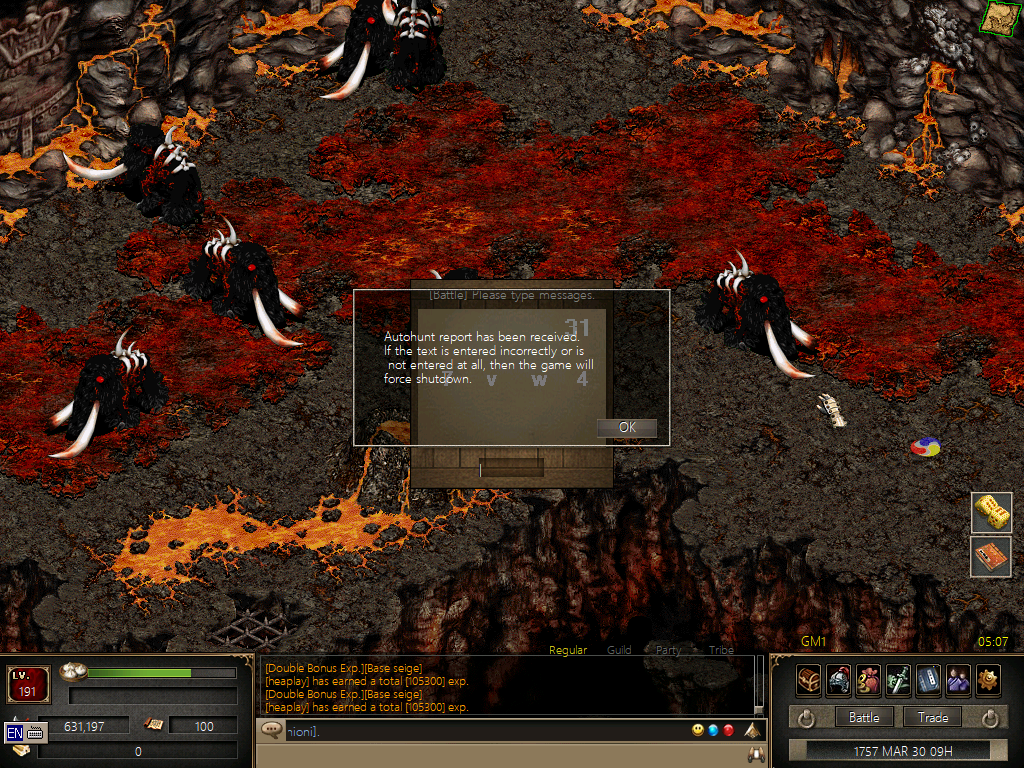 [Battle] Please type messages.
31
Autohunt report has been received.
If the text is entered incorrectly or is
not entered at all, then the game will
force shutdown.
v w 4
OK
Regular Guild Party Tribe
GM1
05:07
LV.
191
[Double Bonus Exp.][Base seige]
[heaplay] has earned a total [105300] exp.
[Double Bonus Exp.][Base seige]
[heaplay] has earned a total [105300] exp.
631,197
100
EN
nioni].
0
Battle
Trade
1757 MAR 30 09H